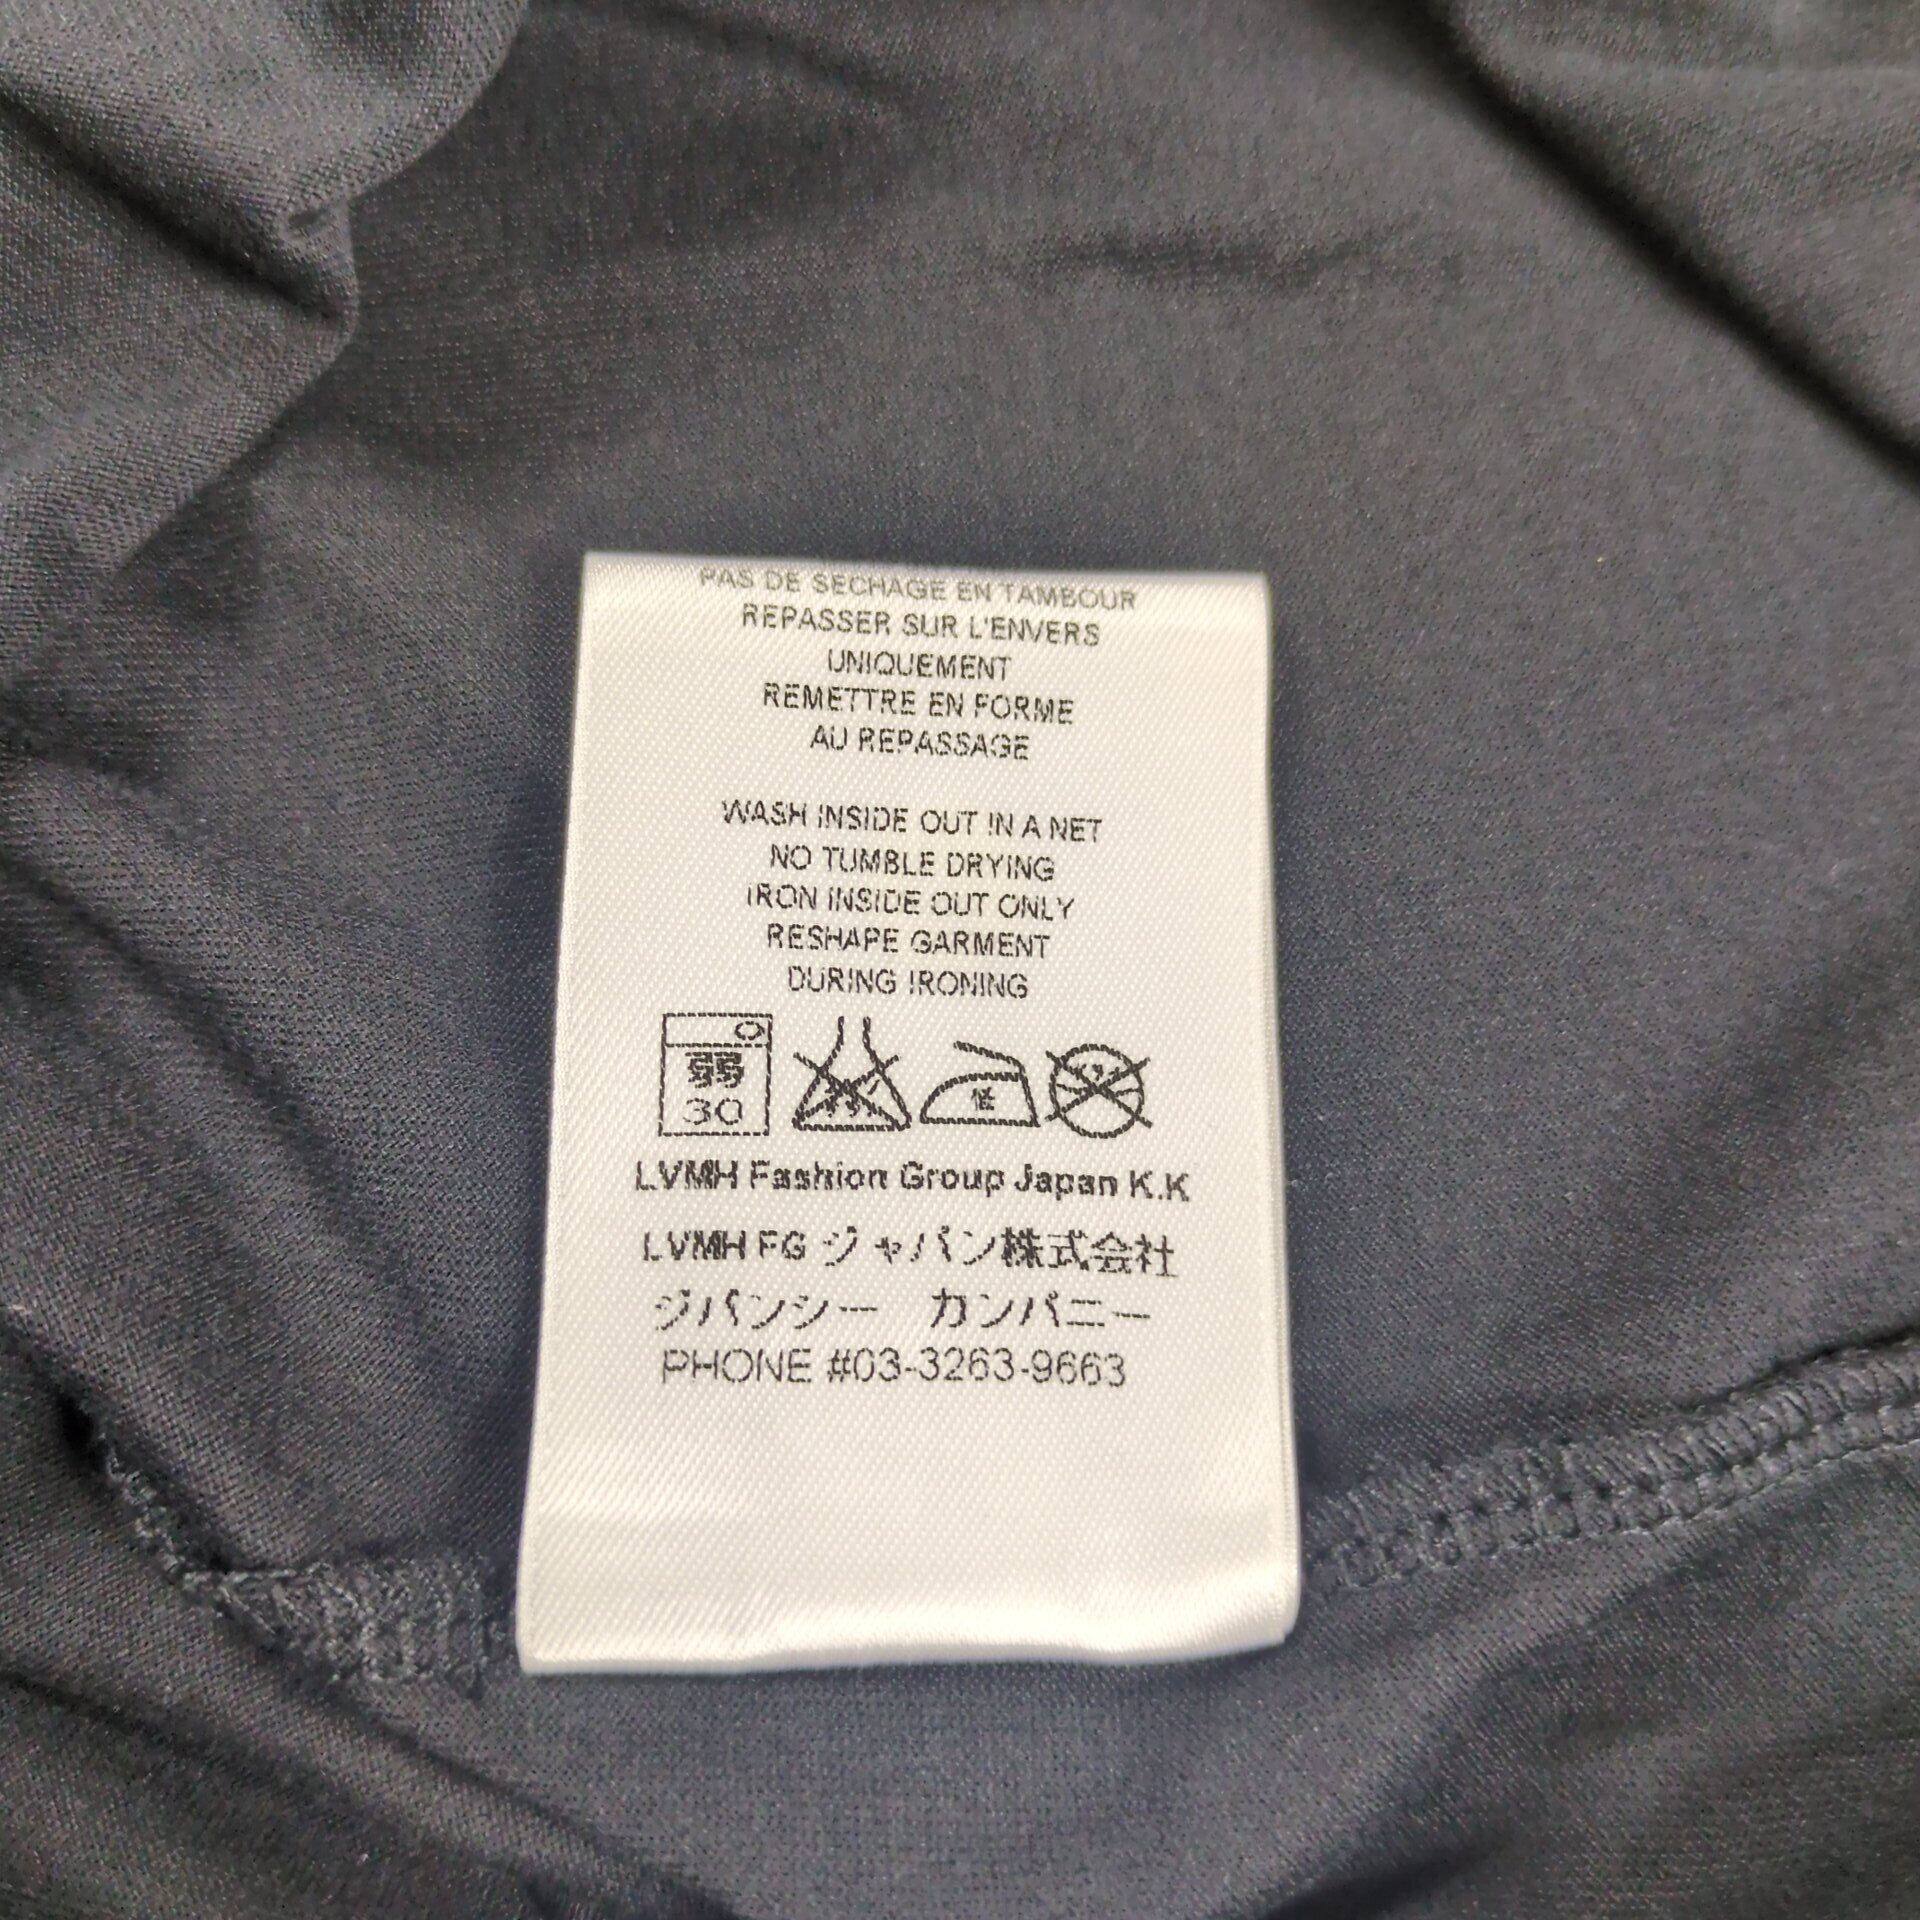 PAS DE SECHAGE EN TAMBOUR
REPASSER SUR L'ENVERS
UNIQUEMENT
REMETTRE EN FORME
AU REPASSAGE
WASH INSIDE OUT IN A NET
NO TUMBLE DRYING
IRON INSIDE OUT ONLY
RESHAPE GARMENT
DURING IRONING
弱
30
低
LVMH Fashion Group Japan K.K
LVMH FG ジャパン株式会社
ジバンシー カンパニー
PHONE #03-3263-9663